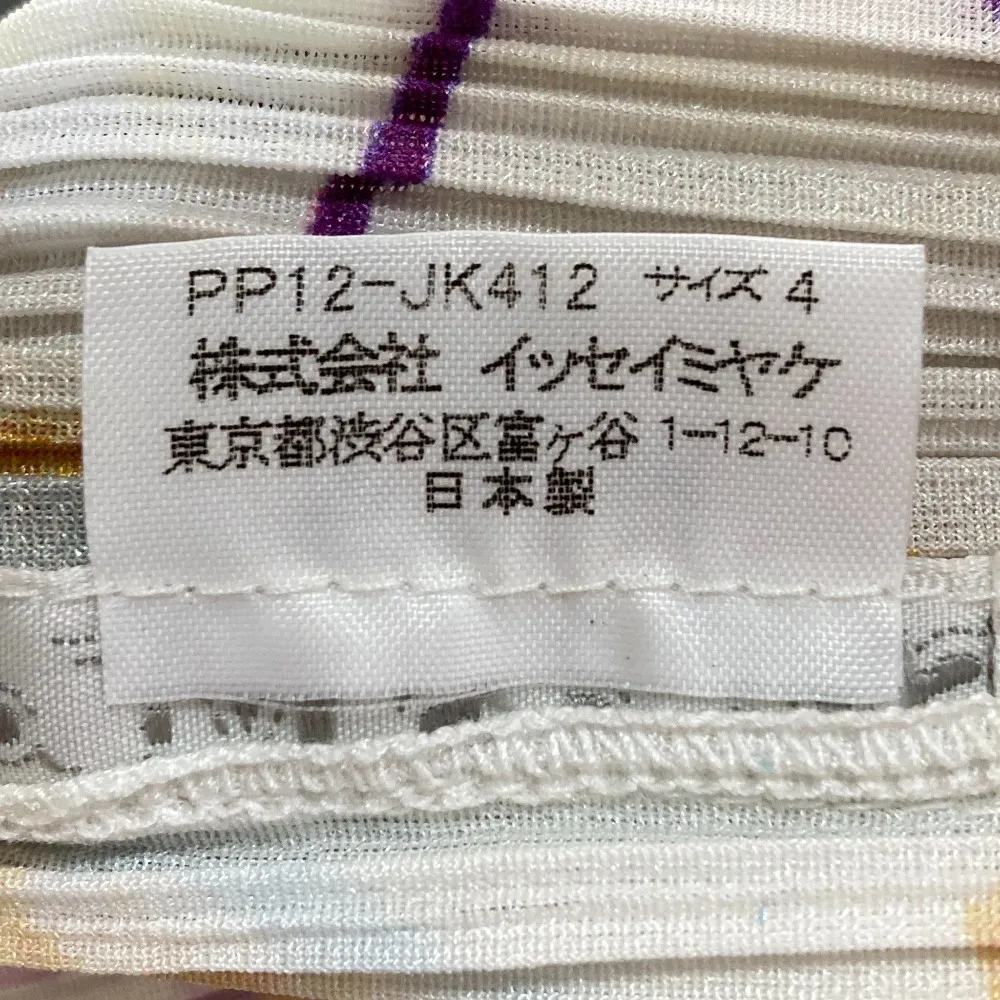 PP12-JK412 サイズ 4
株式会社 イッセイミヤケ
東京都渋谷区富ヶ谷 1-12-10
日本製